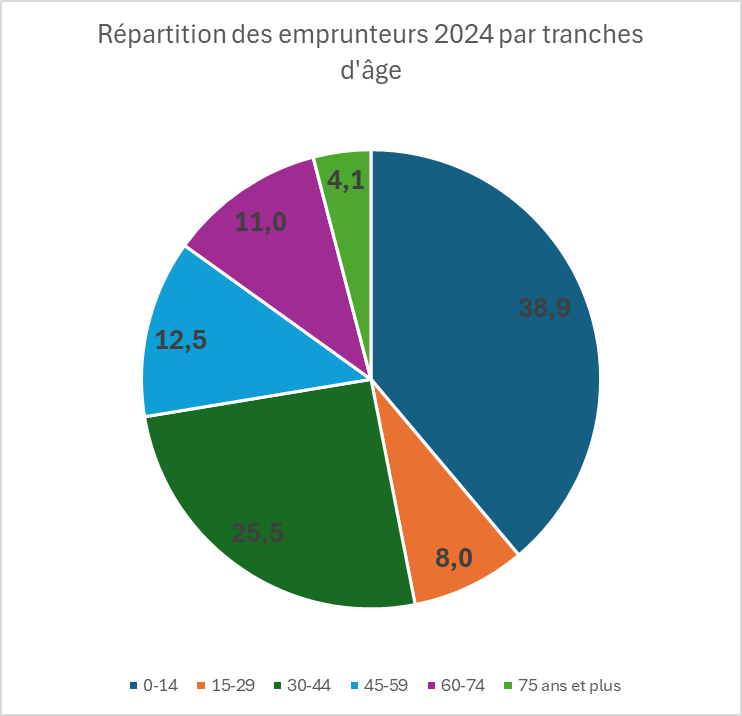 Répartition des emprunteurs 2024 par tranches
d'âge
4,1
11,0
38,9
12,5
25,5
8,0
0-14 15-29 30-44 45-59 60-74 75 ans et plus